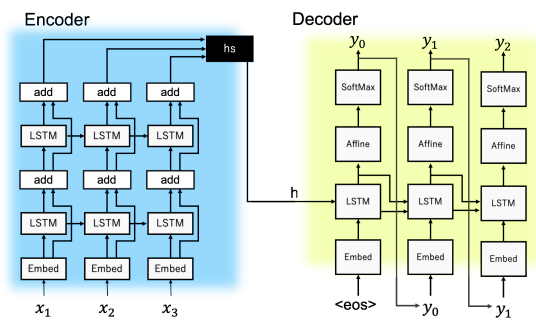 Encoder
Decoder
hs
y0 y1 y2
add add add
SoftMax SoftMax SoftMax
LSTM LSTM LSTM
Affine Affine Affine
add add add
h
LSTM LSTM LSTM
LSTM LSTM LSTM
Embed Embed Embed
Embed Embed Embed
x1 x2 x3
<eos> y0 y1